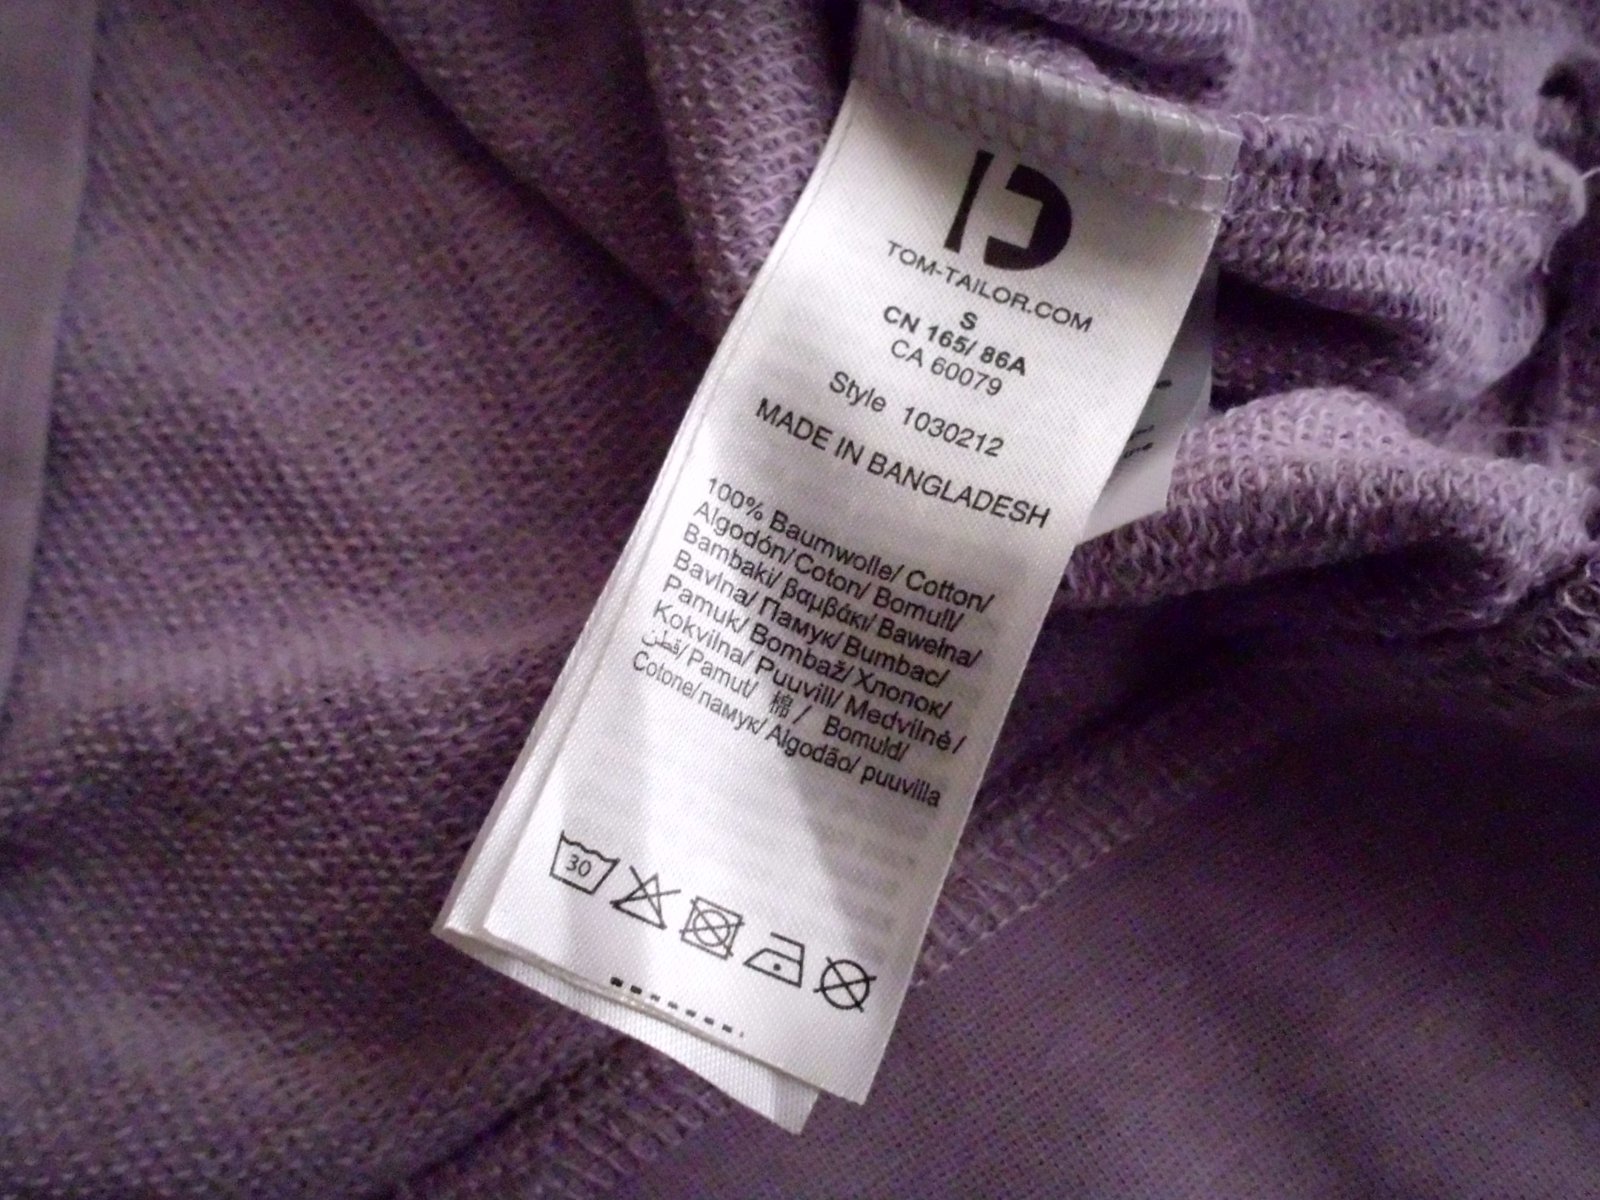 TOM-TAILOR.COM
S
CN 165/ 86A
CA 60079
Style 1030212
MADE IN BANGLADESH
100% Baumwolle/ Cotton/
Algodón/ Coton/ Bomull/
Bambaki/ βαμβάκι/ Bawełna/
Bavlna/ Памук/ Bumbac/
Pamuk/ Bombaž/ Хлопок/
Kokvilna/ Puuvill/ Medvilnė/
قطن/ Pamut/ 棉 / Bomuld/
Cotone/ памук/ Algodão/ puuvilla
30